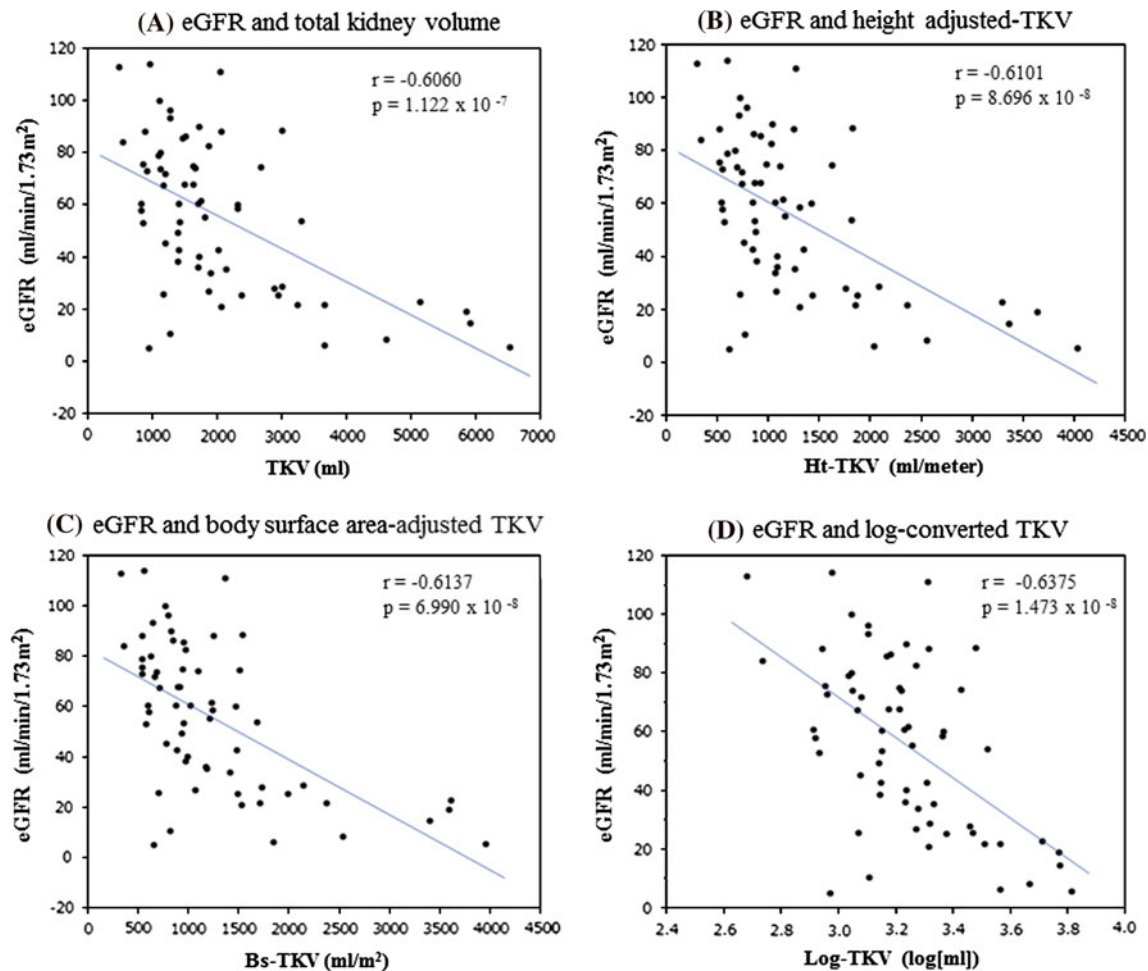 (A) eGFR and total kidney volume
r = -0.6060
p = 1.122 x 10 -7
eGFR (ml/min/1.73m²)
120
100
80
60
40
20
0
-20
0 1000 2000 3000 4000 5000 6000 7000
TKV (ml)
(B) eGFR and height adjusted-TKV
r = -0.6101
p = 8.696 x 10 -8
eGFR (ml/min/1.73m²)
120
100
80
60
40
20
0
-20
0 500 1000 1500 2000 2500 3000 3500 4000 4500
Ht-TKV (ml/meter)
(C) eGFR and body surface area-adjusted TKV
r = -0.6137
p = 6.990 x 10 -8
eGFR (ml/min/1.73m²)
120
100
80
60
40
20
0
-20
0 500 1000 1500 2000 2500 3000 3500 4000 4500
Bs-TKV (ml/m²)
(D) eGFR and log-converted TKV
r = -0.6375
p = 1.473 x 10 -8
eGFR (ml/min/1.73m²)
120
100
80
60
40
20
0
2.4 2.6 2.8 3.0 3.2 3.4 3.6 3.8 4.0
Log-TKV (log[ml])